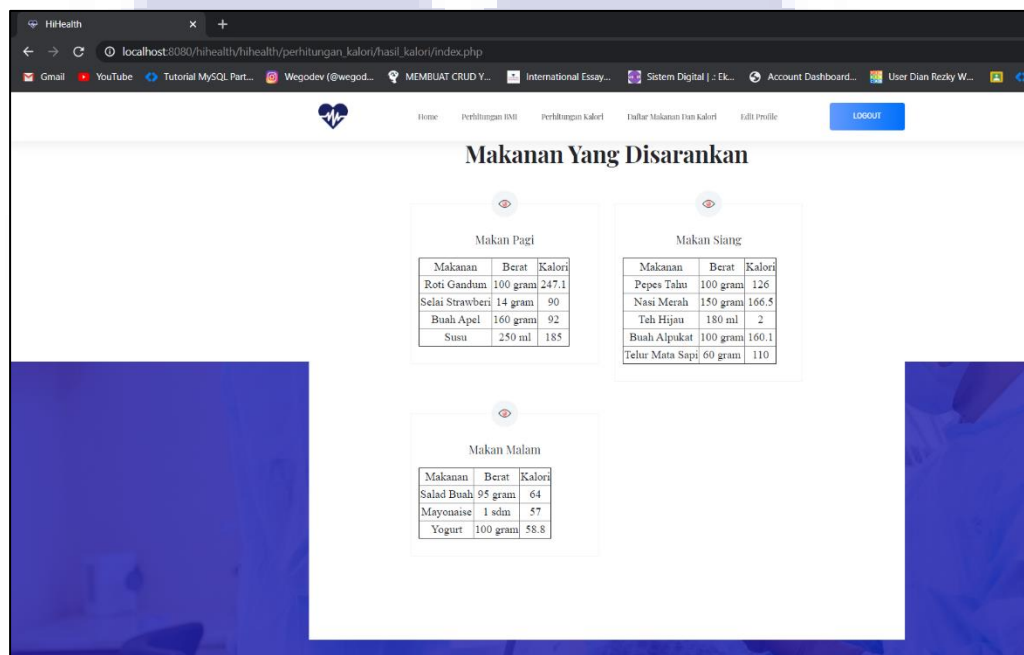 HiHealth
localhost:8080/hihealth/hihealth/perhitungan_kalori/hasil_kalori/index.php
Gmail YouTube Tutorial MySQL Part... Wegodev (@wegod... MEMBUAT CRUD Y... International Essay... Sistem Digital | .: Ek... Account Dashboard... User Dian Rezky W...
Home Perhitungan BMI Perhitungan Kalori Daftar Makanan Dan Kalori Edit Profile LOGOUT
Makanan Yang Disarankan
Makan Pagi
Makanan Berat Kalori
Roti Gandum 100 gram 247.1
Selai Strawberi 14 gram 90
Buah Apel 160 gram 92
Susu 250 ml 185
Makan Siang
Makanan Berat Kalori
Pepes Tahu 100 gram 126
Nasi Merah 150 gram 166.5
Teh Hijau 180 ml 2
Buah Alpukat 100 gram 160.1
Telur Mata Sapi 60 gram 110
Makan Malam
Makanan Berat Kalori
Salad Buah 95 gram 64
Mayonaise 1 sdm 57
Yogurt 100 gram 58.8